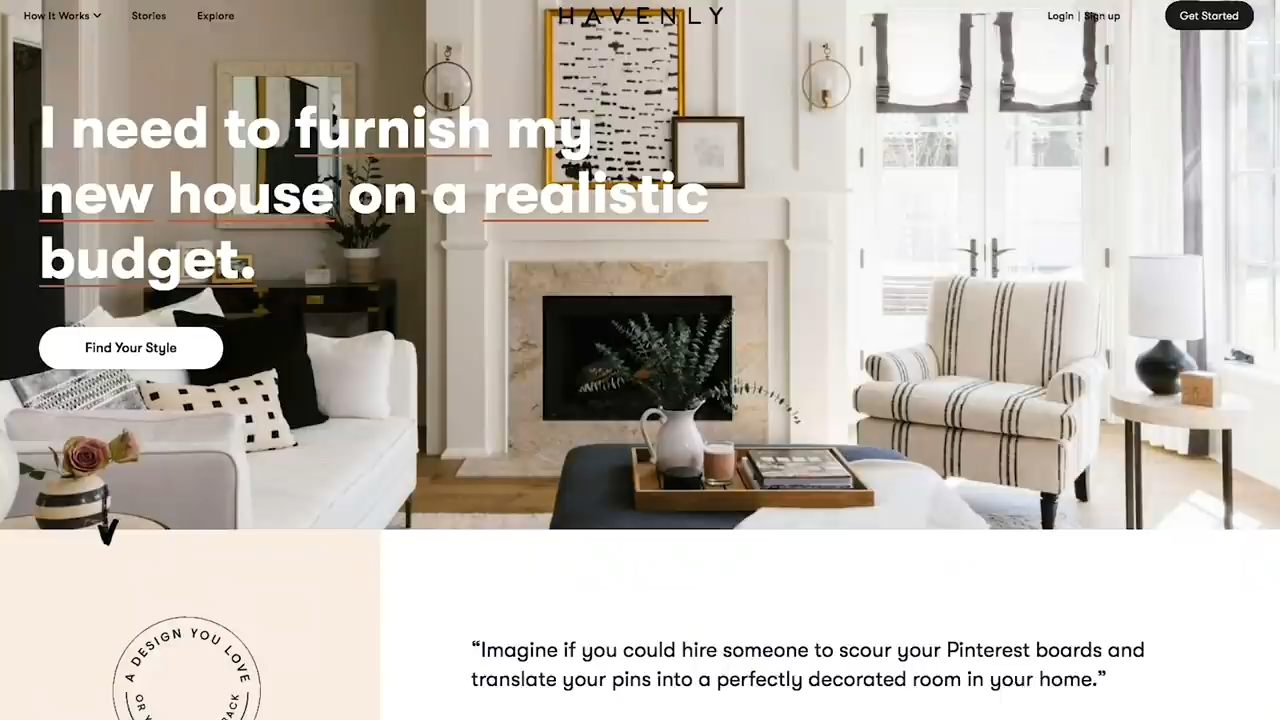 How It Works
Stories
Explore
HAVENLY
Login | Sign up
Get Started
I need to furnish my
new house on a realistic
budget.
Find Your Style
A DESIGN YOU LOVE
“Imagine if you could hire someone to scour your Pinterest boards and
translate your pins into a perfectly decorated room in your home.”